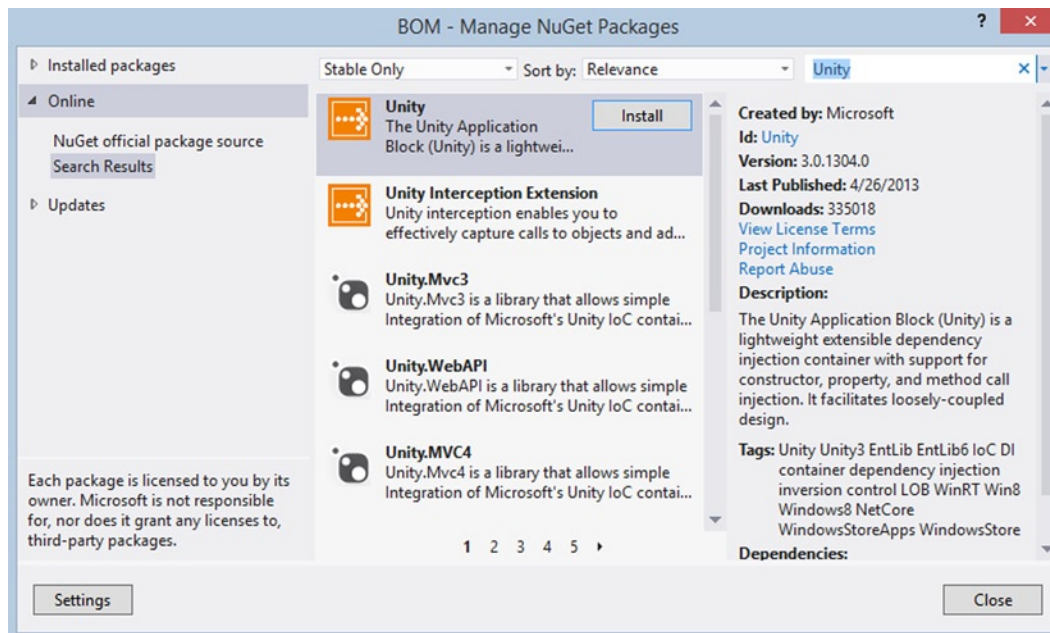 BOM - Manage NuGet Packages
?
Installed packages
Online
NuGet official package source
Search Results
Updates
Each package is licensed to you by its
owner. Microsoft is not responsible
for, nor does it grant any licenses to,
third-party packages.
Stable Only
Sort by: Relevance
Unity
Unity
The Unity Application
Block (Unity) is a lightwei...
Install
Unity Interception Extension
Unity interception enables you to
effectively capture calls to objects and ad...
Unity.Mvc3
Unity.Mvc3 is a library that allows simple
Integration of Microsoft's Unity IoC contai...
Unity.WebAPI
Unity.WebAPI is a library that allows simple
Integration of Microsoft's Unity IoC contai...
Unity.MVC4
Unity.Mvc4 is a library that allows simple
Integration of Microsoft's Unity IoC contai...
1 2 3 4 5
Created by: Microsoft
Id: Unity
Version: 3.0.1304.0
Last Published: 4/26/2013
Downloads: 335018
View License Terms
Project Information
Report Abuse
Description:
The Unity Application Block (Unity) is a
lightweight extensible dependency
injection container with support for
constructor, property, and method call
injection. It facilitates loosely-coupled
design.
Tags: Unity Unity3 EntLib EntLib6 IoC DI
container dependency injection
inversion control LOB WinRT Win8
Windows8 NetCore
WindowsStoreApps WindowsStore
Dependencies:
Settings
Close